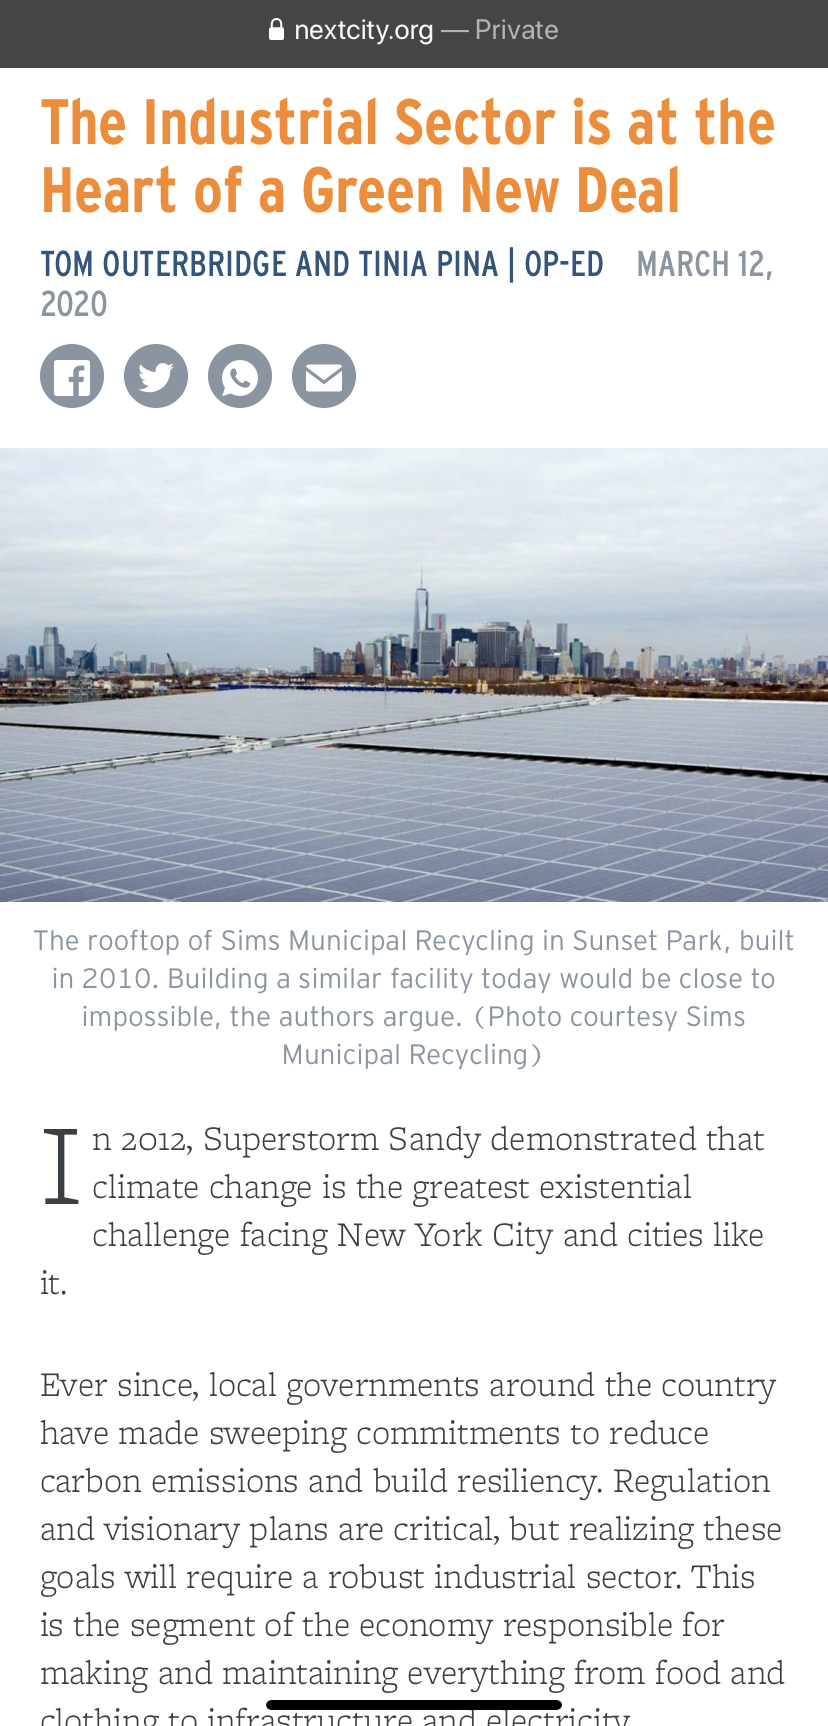 nextcity.org — Private
The Industrial Sector is at the
Heart of a Green New Deal
TOM OUTERBRIDGE AND TINIA PINA | OP-ED MARCH 12,
2020
IKEA
The rooftop of Sims Municipal Recycling in Sunset Park, built
in 2010. Building a similar facility today would be close to
impossible, the authors argue. (Photo courtesy Sims
Municipal Recycling)
In 2012, Superstorm Sandy demonstrated that
climate change is the greatest existential
challenge facing New York City and cities like
it.
Ever since, local governments around the country
have made sweeping commitments to reduce
carbon emissions and build resiliency. Regulation
and visionary plans are critical, but realizing these
goals will require a robust industrial sector. This
is the segment of the economy responsible for
making and maintaining everything from food and
clothing to infrastructure and electricity.